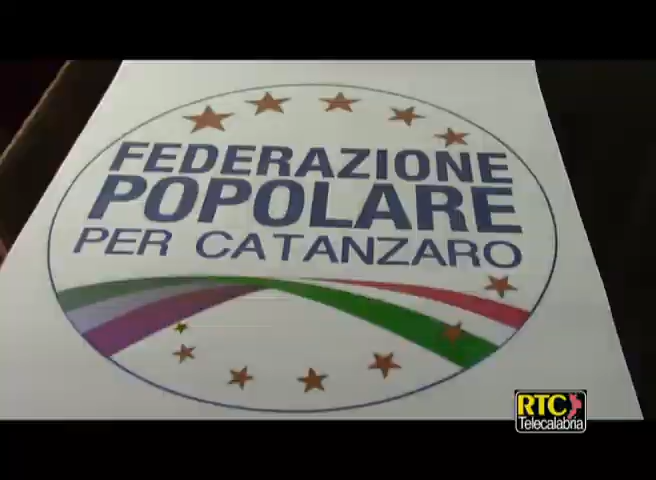 FEDERAZIONE
POPOLARE
PER CATANZARO
RTC
Telecalabria